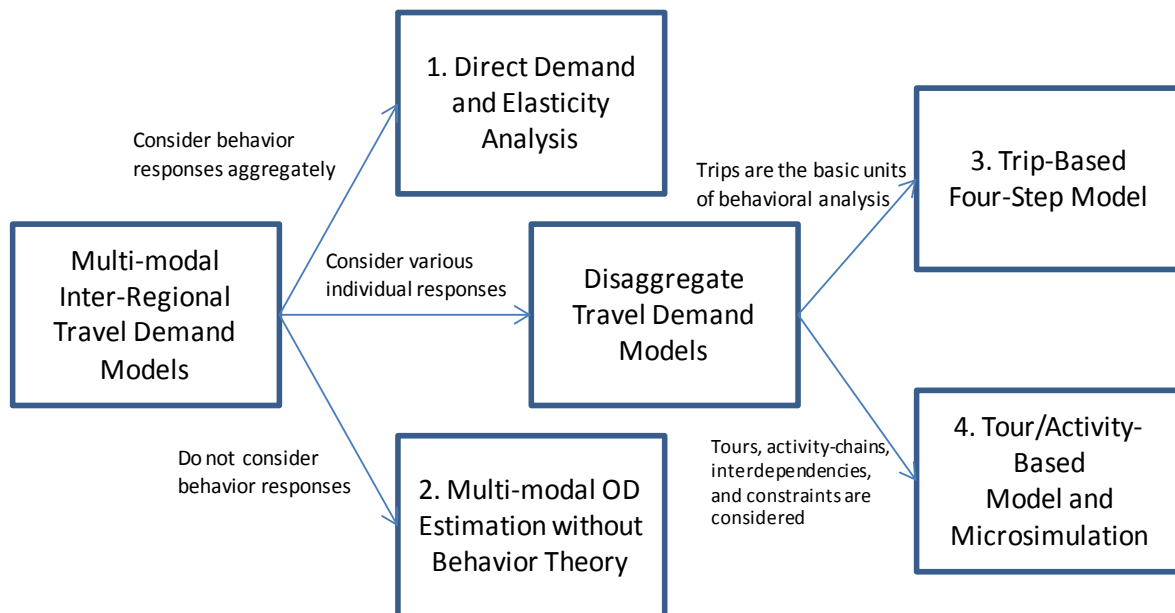 1. Direct Demand
and Elasticity
Analysis
Consider behavior
responses aggregately
Trips are the basic units
of behavioral analysis
3. Trip-Based
Four-Step Model
Multi-modal
Inter-Regional
Travel Demand
Models
Consider various
individual responses
Disaggregate
Travel Demand
Models
Do not consider
behavior responses
2. Multi-modal OD
Estimation without
Behavior Theory
Tours, activity-chains,
interdependencies,
and constraints are
considered
4. Tour/Activity-
Based
Model and
Microsimulation